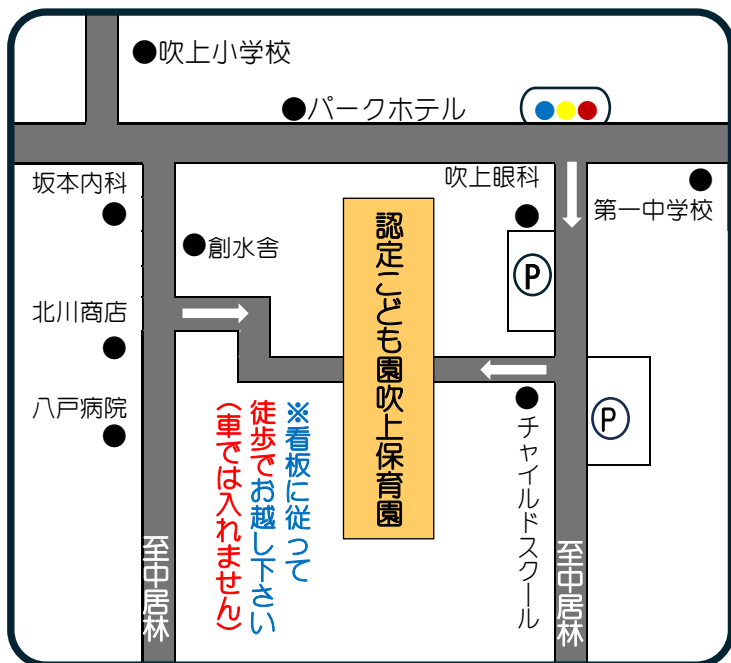 吹上小学校
パークホテル
坂本内科
吹上眼科
第一中学校
創水舎
認定こども園吹上保育園
P
北川商店
八戸病院
P
チャイルドスクール
※看板に従って
徒歩でお越し下さい
(車では入れません)
至中居林
至中居林